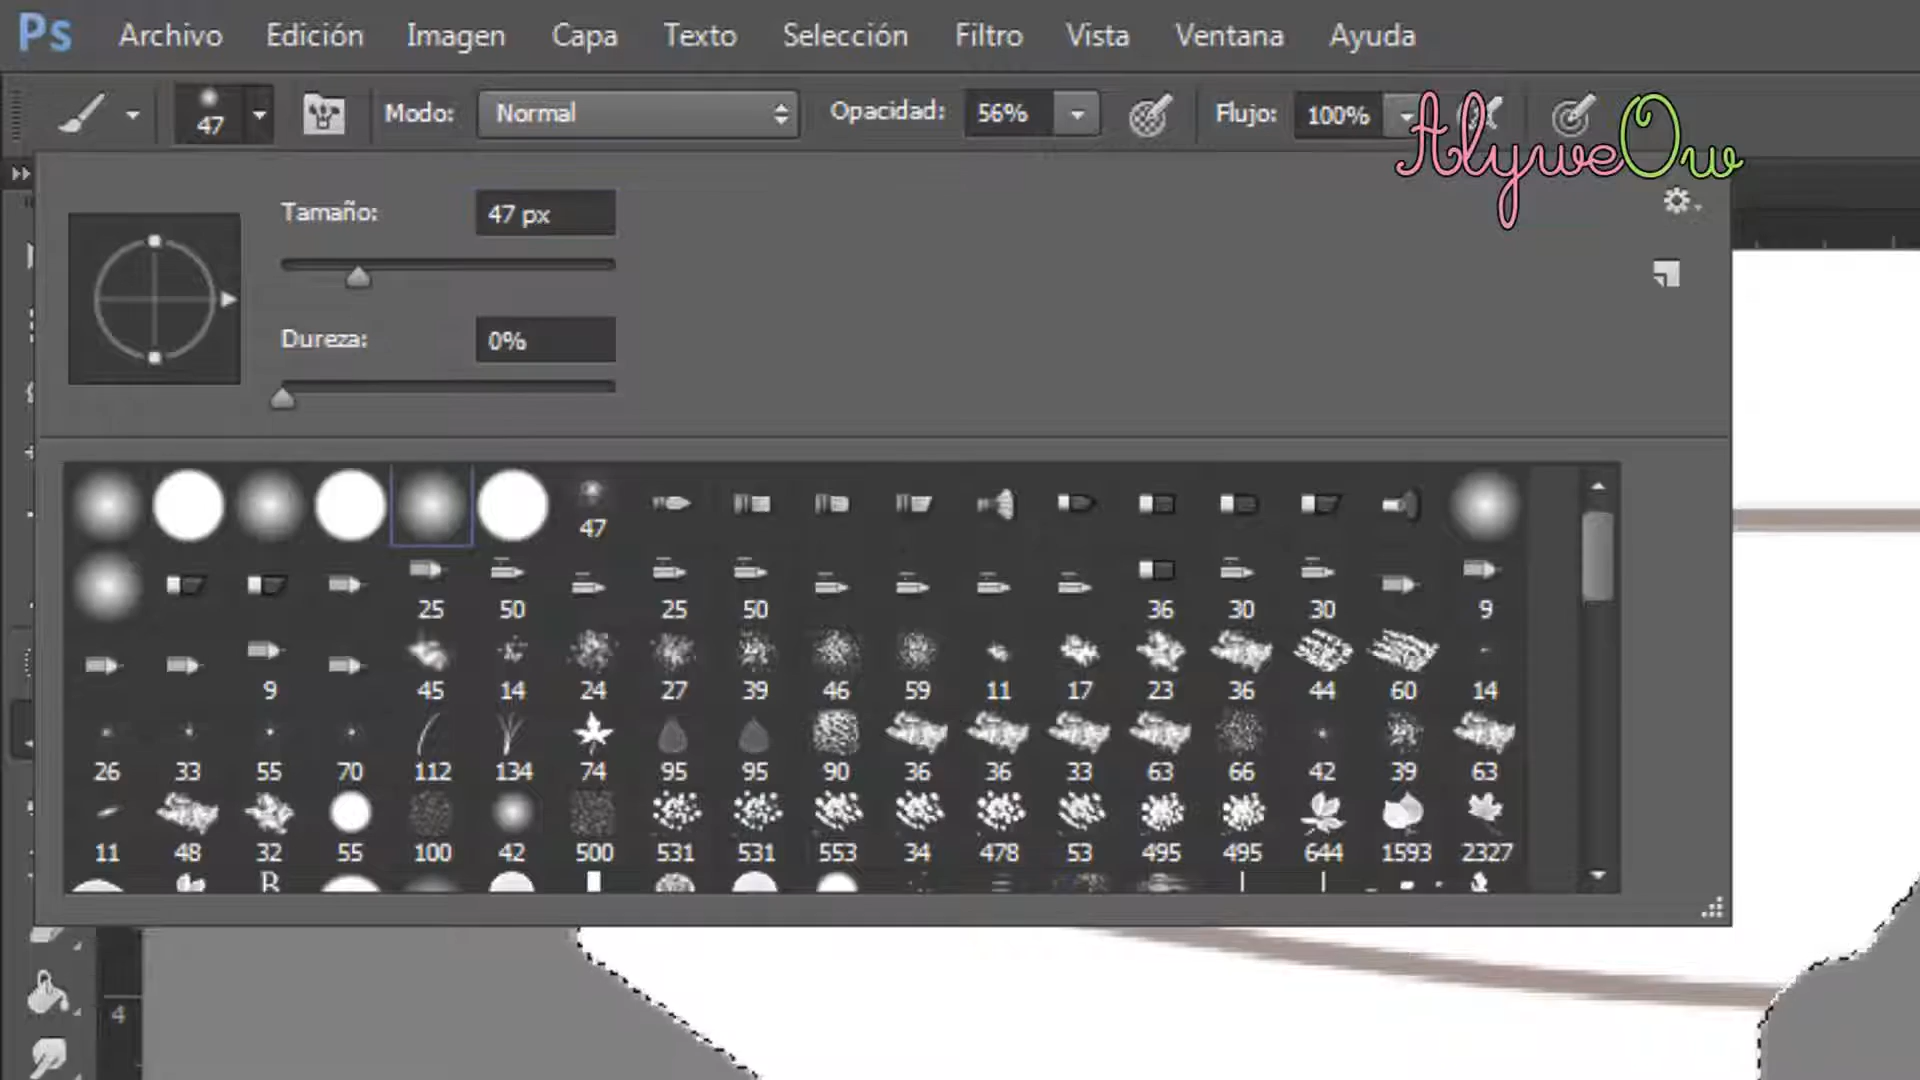 Ps Archivo Edición Imagen Capa Texto Selección Filtro Vista Ventana Ayuda
47 Modo: Normal Opacidad: 56% Flujo: 100%
AlyweOw
Tamaño: 47 px
Dureza: 0%
47
25 50 25 50 36 30 30 9
9 45 14 24 27 39 46 59 11 17 23 36 44 60 14
26 33 55 70 112 134 74 95 95 90 36 36 33 63 66 42 39 63
11 48 32 55 100 42 500 531 531 553 34 478 53 495 495 644 1593 2327
4